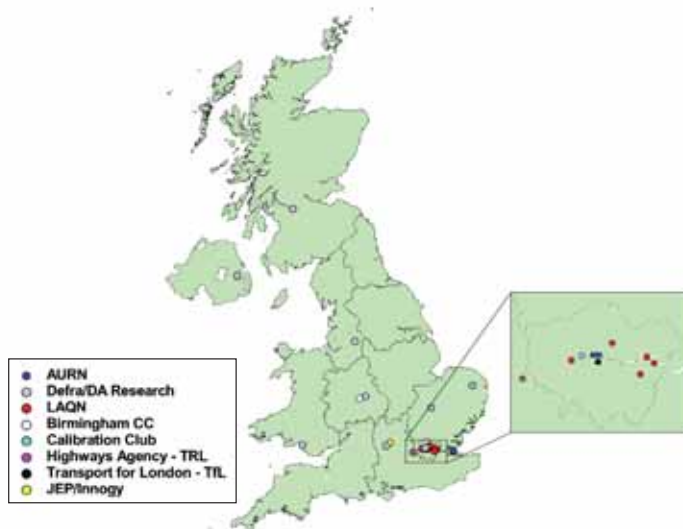 AURN
Defra/DA Research
LAQN
Birmingham CC
Calibration Club
Highways Agency - TRL
Transport for London - TfL
JEP/Innogy